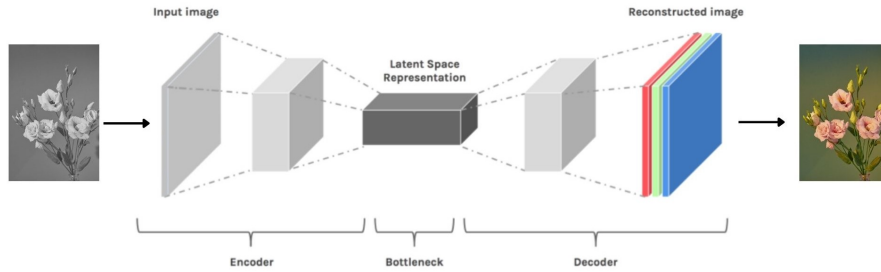 Input image
Reconstructed image
Latent Space
Representation
Encoder
Bottleneck
Decoder